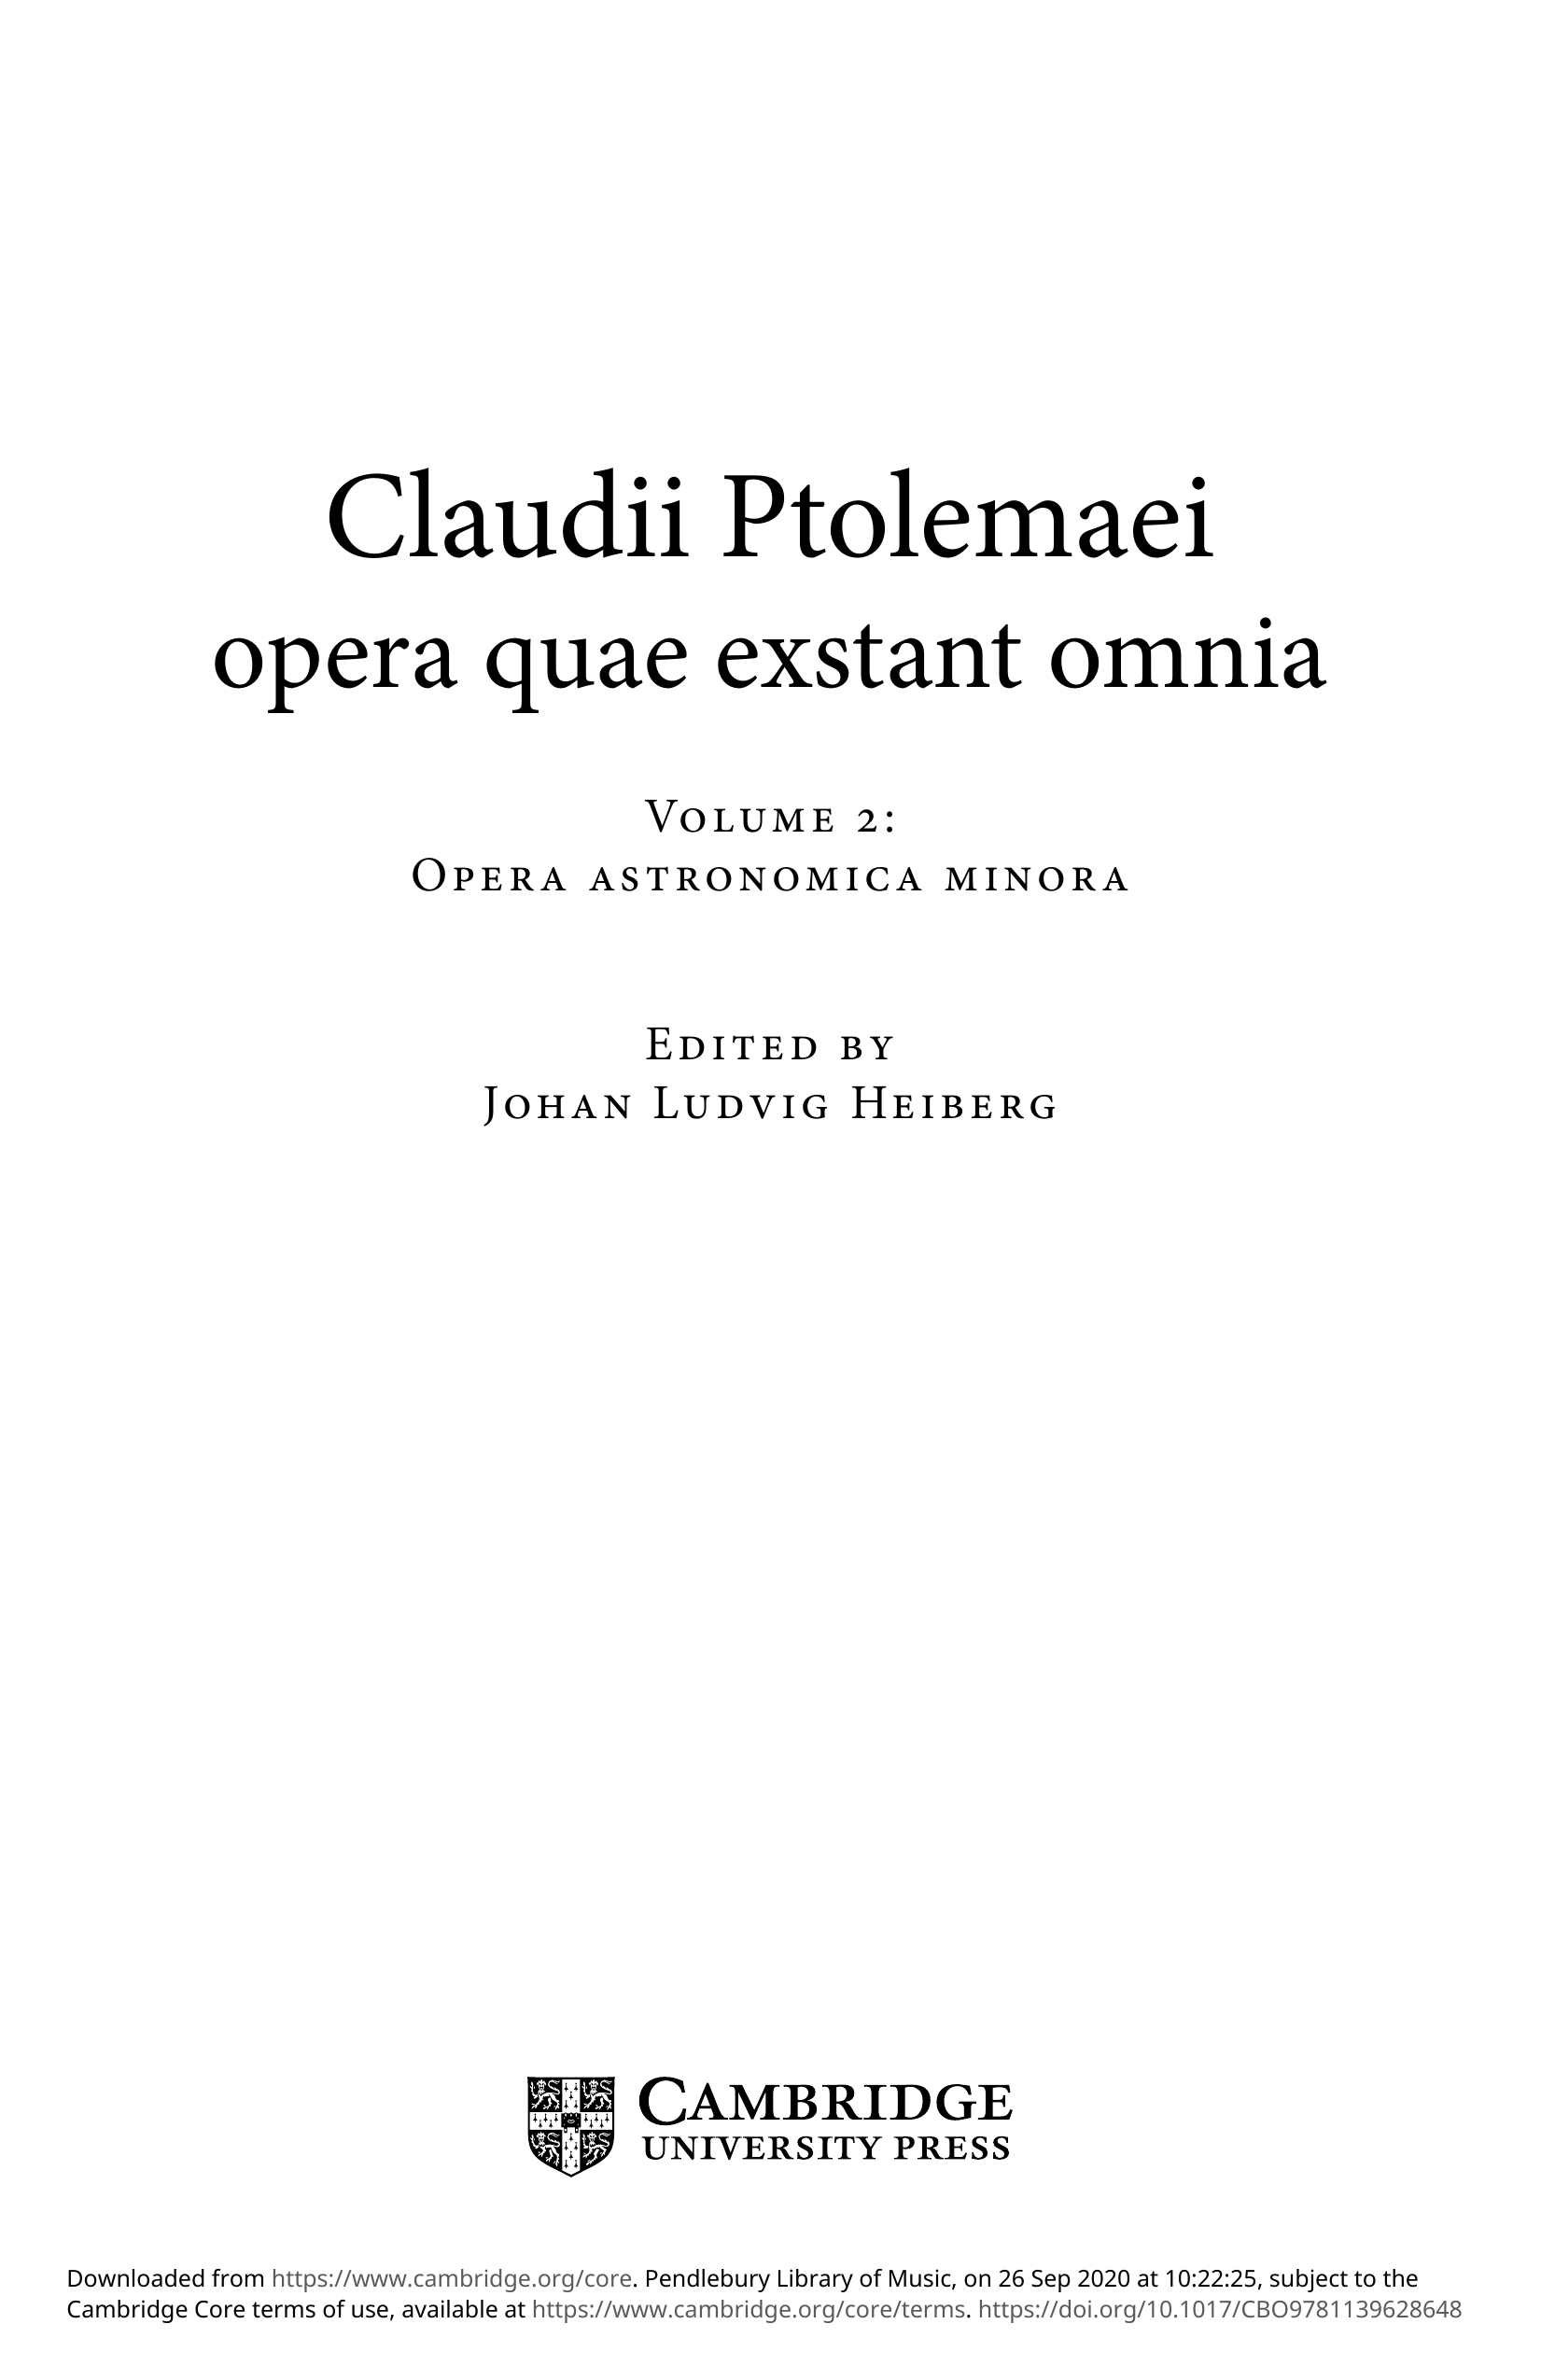 Claudii Ptolemaei
opera quae exstant omnia
Volume 2:
Opera astronomica minora
Edited by
Johan Ludvig Heiberg
Cambridge
University Press
Downloaded from https://www.cambridge.org/core. Pendlebury Library of Music, on 26 Sep 2020 at 10:22:25, subject to the
Cambridge Core terms of use, available at https://www.cambridge.org/core/terms. https://doi.org/10.1017/CBO9781139628648